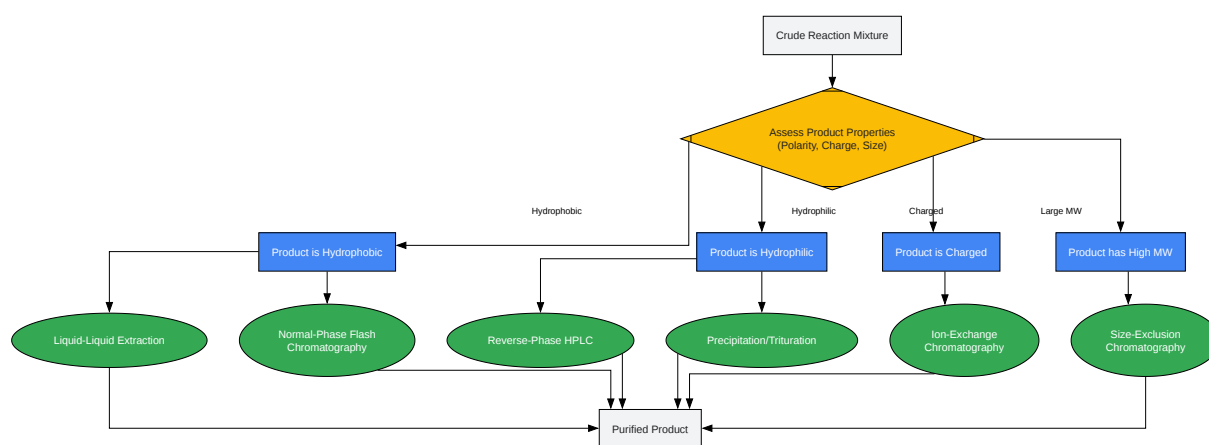 Crude Reaction Mixture
Assess Product Properties
(Polarity, Charge, Size)
Hydrophobic
Hydrophilic
Charged
Large MW
Product is Hydrophobic
Product is Hydrophilic
Product is Charged
Product has High MW
Liquid-Liquid Extraction
Normal-Phase Flash
Chromatography
Reverse-Phase HPLC
Precipitation/Trituration
Ion-Exchange
Chromatography
Size-Exclusion
Chromatography
Purified Product